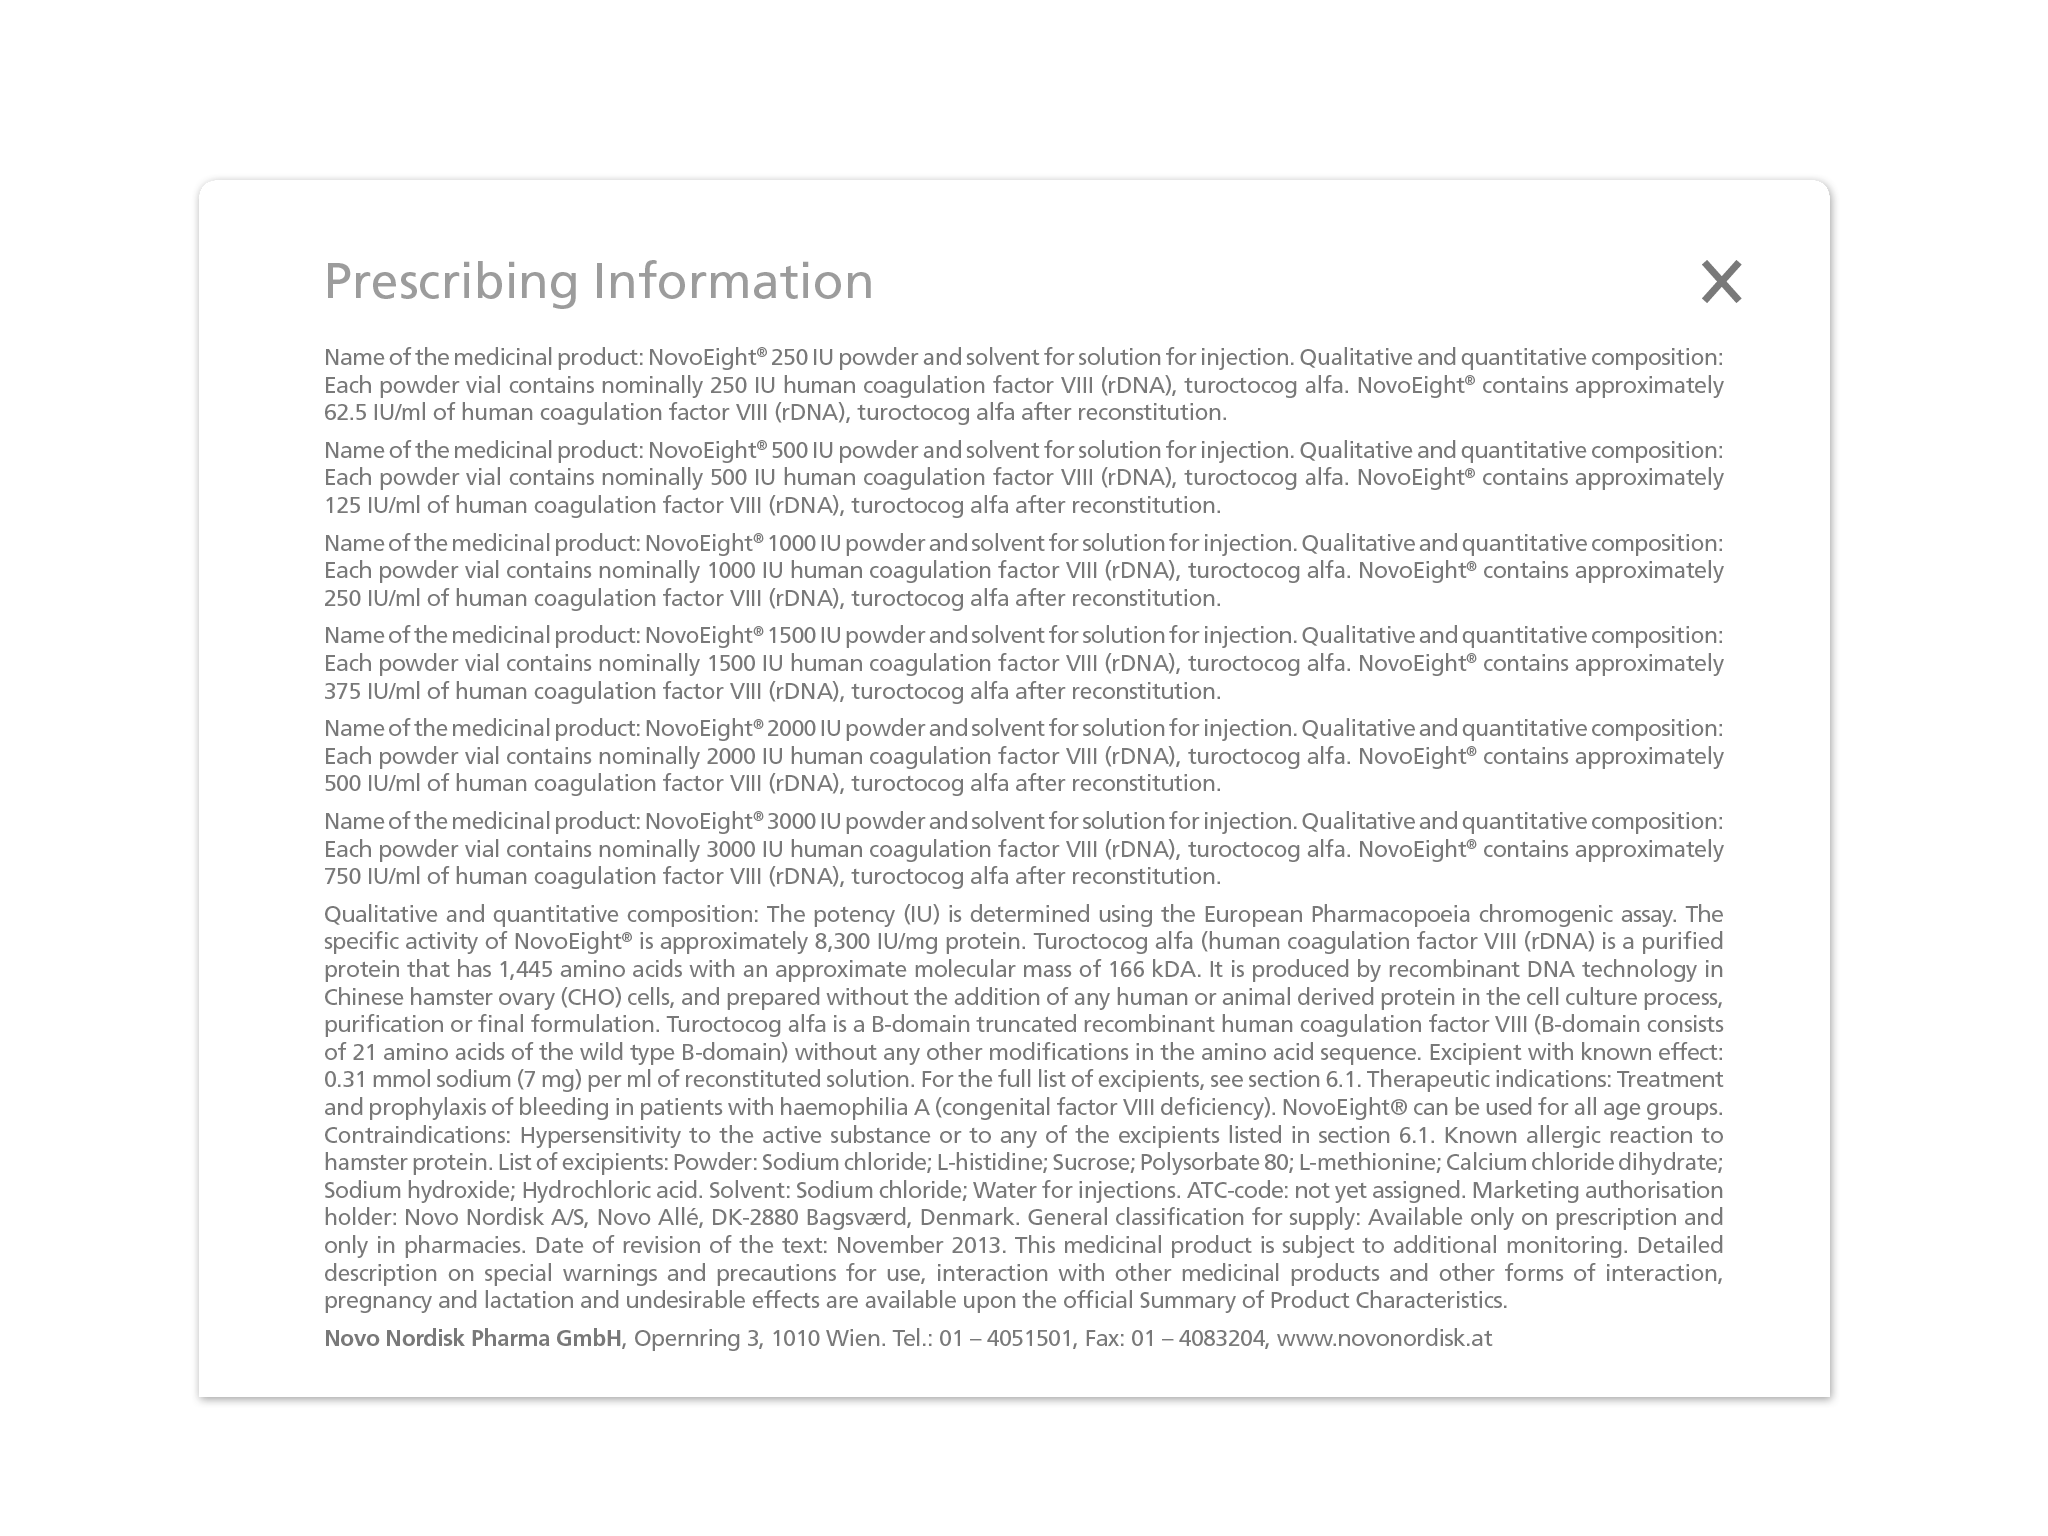 Prescribing Information
Name of the medicinal product: NovoEight® 250 IU powder and solvent for solution for injection. Qualitative and quantitative composition:
Each powder vial contains nominally 250 IU human coagulation factor VIII (rDNA), turoctocog alfa. NovoEight® contains approximately
62.5 IU/ml of human coagulation factor VIII (rDNA), turoctocog alfa after reconstitution.
Name of the medicinal product: NovoEight® 500 IU powder and solvent for solution for injection. Qualitative and quantitative composition:
Each powder vial contains nominally 500 IU human coagulation factor VIII (rDNA), turoctocog alfa. NovoEight® contains approximately
125 IU/ml of human coagulation factor VIII (rDNA), turoctocog alfa after reconstitution.
Name of the medicinal product: NovoEight® 1000 IU powder and solvent for solution for injection. Qualitative and quantitative composition:
Each powder vial contains nominally 1000 IU human coagulation factor VIII (rDNA), turoctocog alfa. NovoEight® contains approximately
250 IU/ml of human coagulation factor VIII (rDNA), turoctocog alfa after reconstitution.
Name of the medicinal product: NovoEight® 1500 IU powder and solvent for solution for injection. Qualitative and quantitative composition:
Each powder vial contains nominally 1500 IU human coagulation factor VIII (rDNA), turoctocog alfa. NovoEight® contains approximately
375 IU/ml of human coagulation factor VIII (rDNA), turoctocog alfa after reconstitution.
Name of the medicinal product: NovoEight® 2000 IU powder and solvent for solution for injection. Qualitative and quantitative composition:
Each powder vial contains nominally 2000 IU human coagulation factor VIII (rDNA), turoctocog alfa. NovoEight® contains approximately
500 IU/ml of human coagulation factor VIII (rDNA), turoctocog alfa after reconstitution.
Name of the medicinal product: NovoEight® 3000 IU powder and solvent for solution for injection. Qualitative and quantitative composition:
Each powder vial contains nominally 3000 IU human coagulation factor VIII (rDNA), turoctocog alfa. NovoEight® contains approximately
750 IU/ml of human coagulation factor VIII (rDNA), turoctocog alfa after reconstitution.
Qualitative and quantitative composition: The potency (IU) is determined using the European Pharmacopoeia chromogenic assay. The
specific activity of NovoEight® is approximately 8,300 IU/mg protein. Turoctocog alfa (human coagulation factor VIII (rDNA) is a purified
protein that has 1,445 amino acids with an approximate molecular mass of 166 kDA. It is produced by recombinant DNA technology in
Chinese hamster ovary (CHO) cells, and prepared without the addition of any human or animal derived protein in the cell culture process,
purification or final formulation. Turoctocog alfa is a B-domain truncated recombinant human coagulation factor VIII (B-domain consists
of 21 amino acids of the wild type B-domain) without any other modifications in the amino acid sequence. Excipient with known effect:
0.31 mmol sodium (7 mg) per ml of reconstituted solution. For the full list of excipients, see section 6.1. Therapeutic indications: Treatment
and prophylaxis of bleeding in patients with haemophilia A (congenital factor VIII deficiency). NovoEight® can be used for all age groups.
Contraindications: Hypersensitivity to the active substance or to any of the excipients listed in section 6.1. Known allergic reaction to
hamster protein. List of excipients: Powder: Sodium chloride; L-histidine; Sucrose; Polysorbate 80; L-methionine; Calcium chloride dihydrate;
Sodium hydroxide; Hydrochloric acid. Solvent: Sodium chloride; Water for injections. ATC-code: not yet assigned. Marketing authorisation
holder: Novo Nordisk A/S, Novo Allé, DK-2880 Bagsværd, Denmark. General classification for supply: Available only on prescription and
only in pharmacies. Date of revision of the text: November 2013. This medicinal product is subject to additional monitoring. Detailed
description on special warnings and precautions for use, interaction with other medicinal products and other forms of interaction,
pregnancy and lactation and undesirable effects are available upon the official Summary of Product Characteristics.
Novo Nordisk Pharma GmbH, Opernring 3, 1010 Wien. Tel.: 01 – 4051501, Fax: 01 – 4083204, www.novonordisk.at